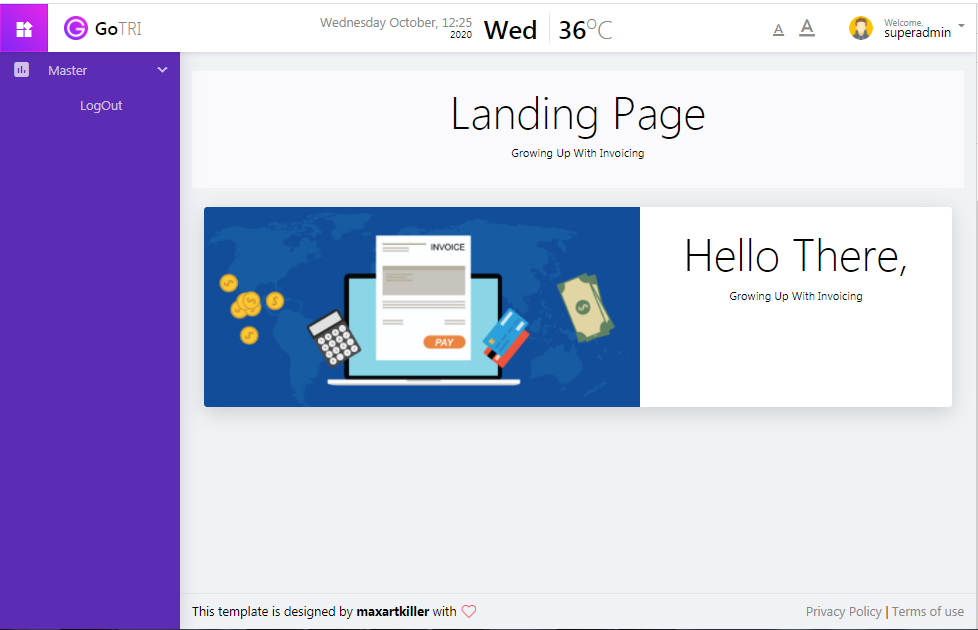 GoTRI
Wednesday October, 12:25
2020
Wed
36°C
A
A
Welcome,
superadmin
Master
LogOut
Landing Page
Growing Up With Invoicing
INVOICE
PAY
Hello There,
Growing Up With Invoicing
This template is designed by maxartkiller with
Privacy Policy | Terms of use